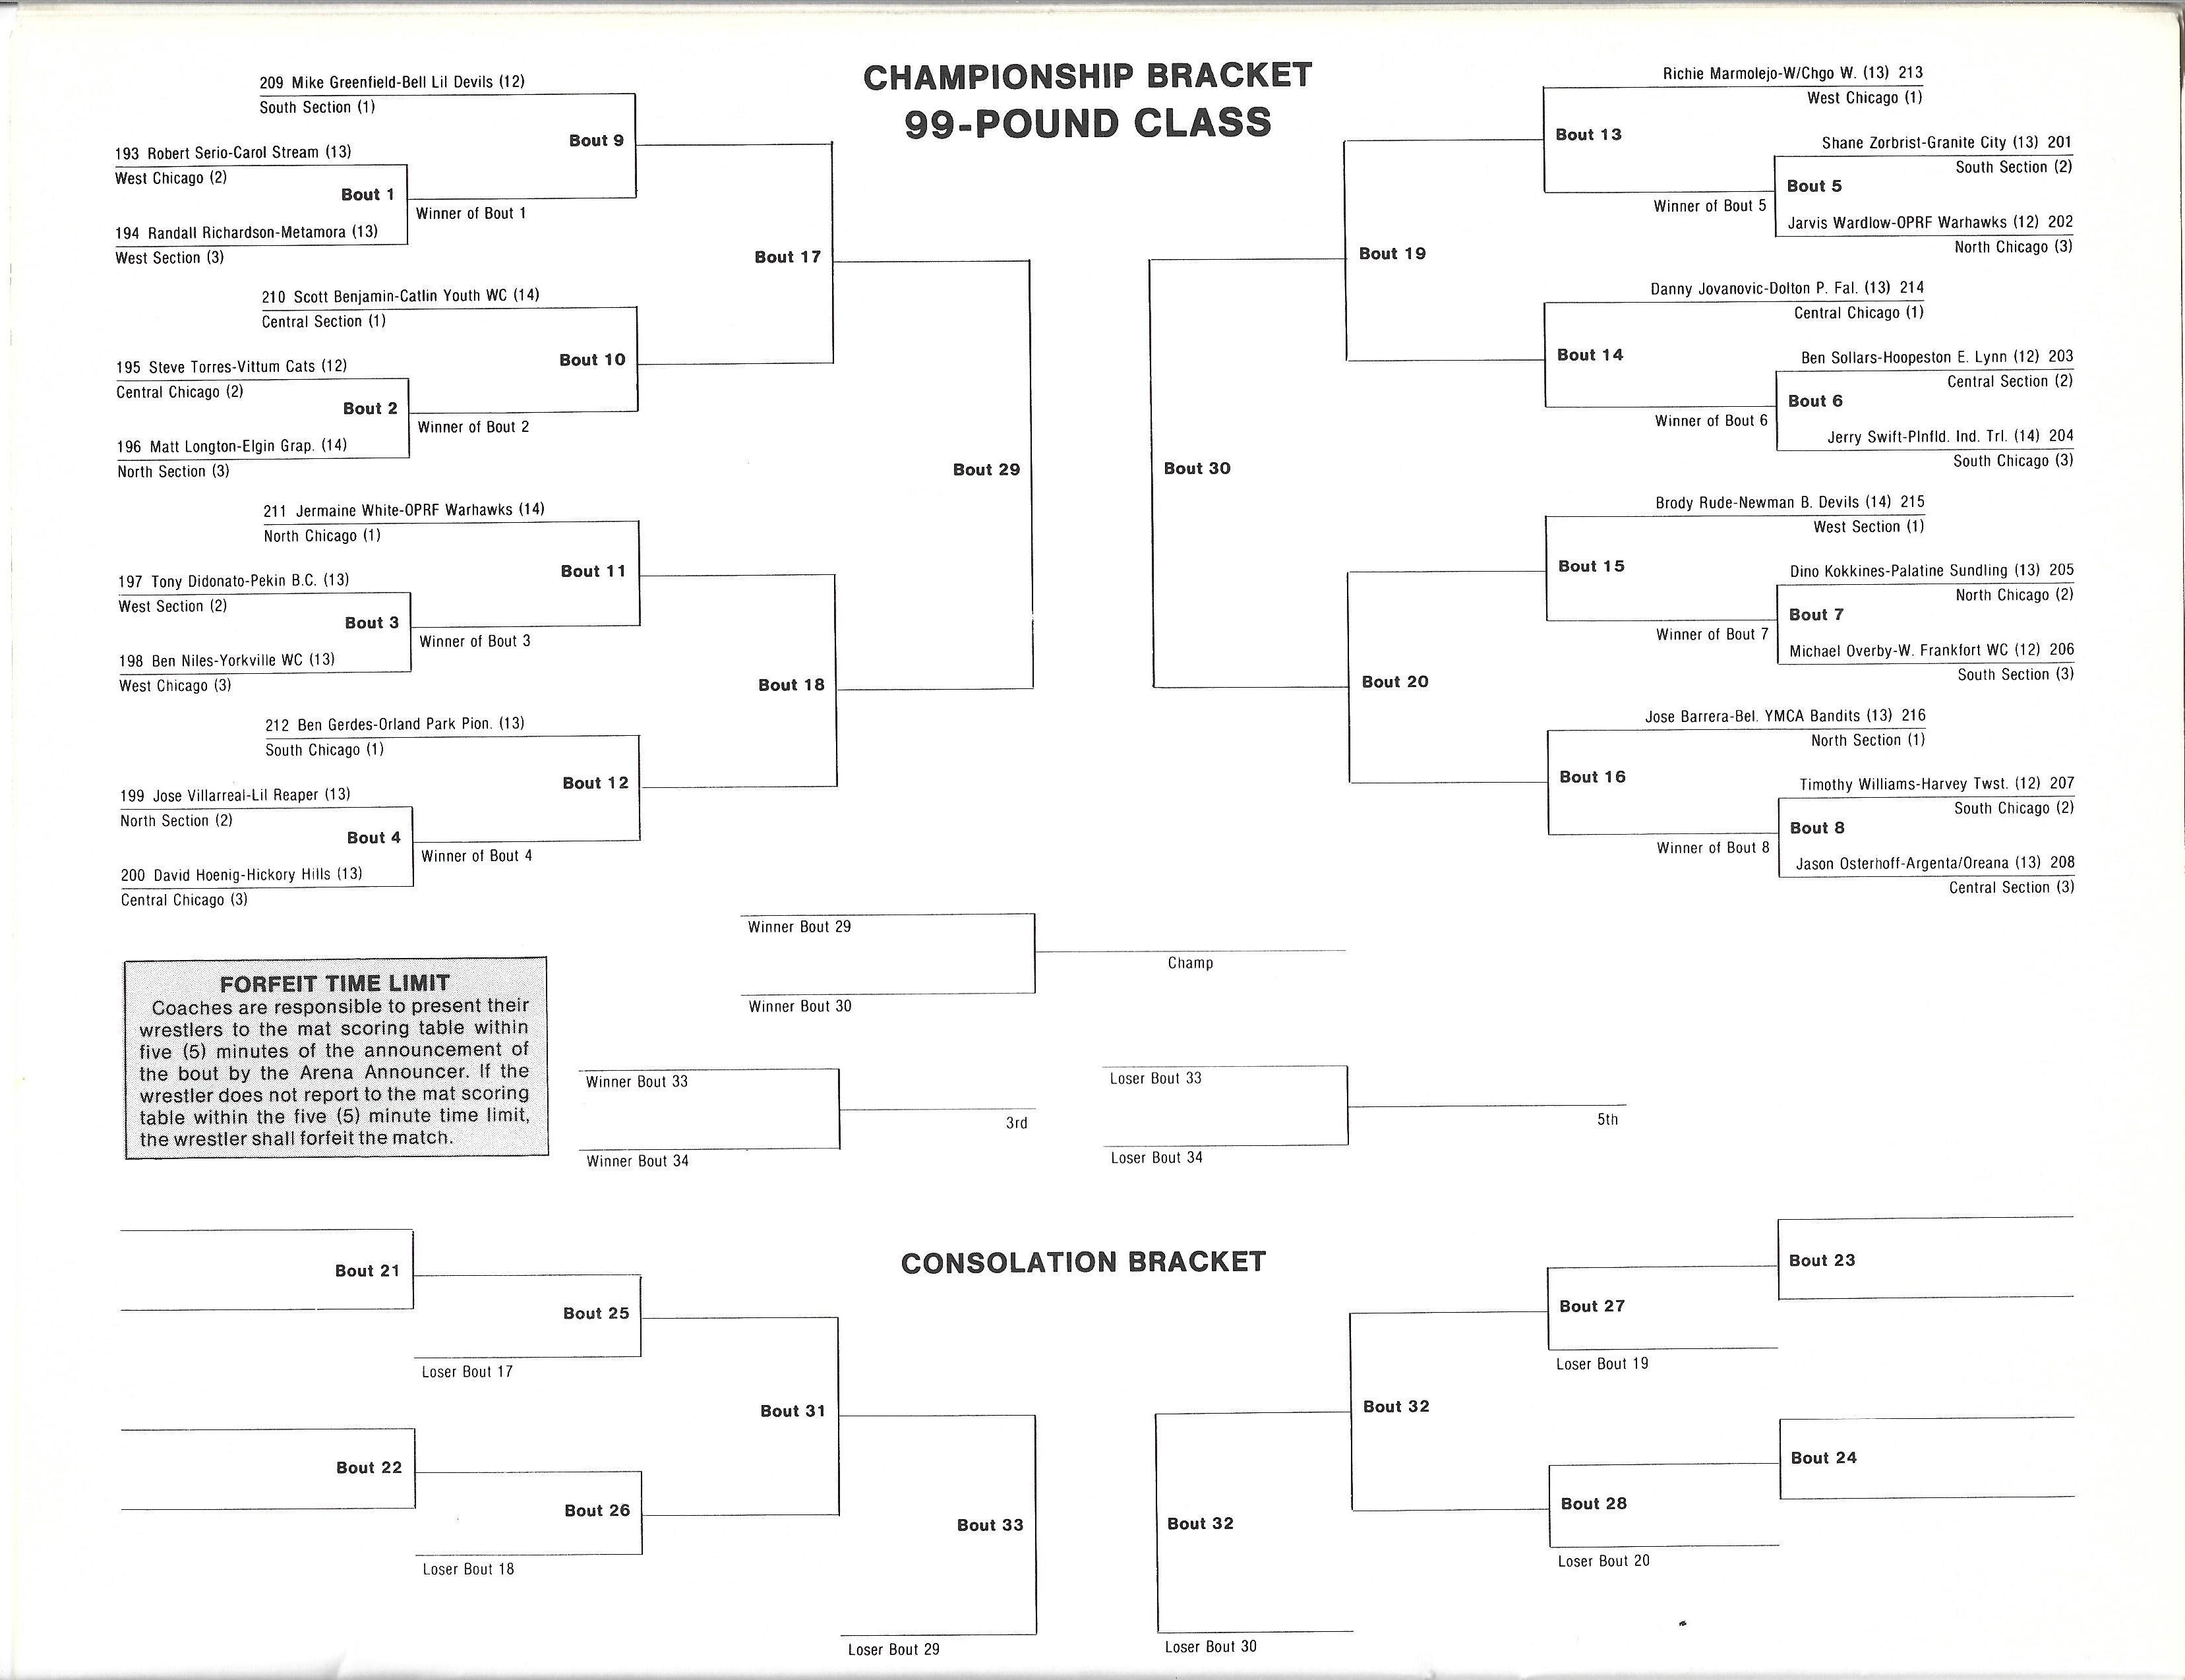 CHAMPIONSHIP BRACKET
99-POUND CLASS
209 Mike Greenfield-Bell Lil Devils (12)
South Section (1)
Bout 9
193 Robert Serio-Carol Stream (13)
West Chicago (2)
Bout 1
Winner of Bout 1
194 Randall Richardson-Metamora (13)
West Section (3)
Bout 17
210 Scott Benjamin-Catlin Youth WC (14)
Central Section (1)
Bout 10
195 Steve Torres-Vittum Cats (12)
Central Chicago (2)
Bout 2
Winner of Bout 2
196 Matt Longton-Elgin Grap. (14)
North Section (3)
Bout 29
211 Jermaine White-OPRF Warhawks (14)
North Chicago (1)
Bout 11
197 Tony Didonato-Pekin B.C. (13)
West Section (2)
Bout 3
Winner of Bout 3
198 Ben Niles-Yorkville WC (13)
West Chicago (3)
Bout 18
212 Ben Gerdes-Orland Park Pion. (13)
South Chicago (1)
Bout 12
199 Jose Villarreal-Lil Reaper (13)
North Section (2)
Bout 4
Winner of Bout 4
200 David Hoenig-Hickory Hills (13)
Central Chicago (3)
Richie Marmolejo-W/Chgo W. (13) 213
West Chicago (1)
Bout 13
Shane Zorbrist-Granite City (13) 201
South Section (2)
Bout 5
Winner of Bout 5
Jarvis Wardlow-OPRF Warhawks (12) 202
North Chicago (3)
Bout 19
Danny Jovanovic-Dolton P. Fal. (13) 214
Central Chicago (1)
Bout 14
Ben Sollars-Hoopeston E. Lynn (12) 203
Central Section (2)
Bout 6
Winner of Bout 6
Jerry Swift-Plnfld. Ind. Trl. (14) 204
South Chicago (3)
Bout 30
Brody Rude-Newman B. Devils (14) 215
West Section (1)
Bout 15
Dino Kokkines-Palatine Sundling (13) 205
North Chicago (2)
Bout 7
Winner of Bout 7
Michael Overby-W. Frankfort WC (12) 206
South Section (3)
Bout 20
Jose Barrera-Bel. YMCA Bandits (13) 216
North Section (1)
Bout 16
Timothy Williams-Harvey Twst. (12) 207
South Chicago (2)
Bout 8
Winner of Bout 8
Jason Osterhoff-Argenta/Oreana (13) 208
Central Section (3)
Winner Bout 29
Champ
Winner Bout 30
FORFEIT TIME LIMIT
Coaches are responsible to present their
wrestlers to the mat scoring table within
five (5) minutes of the announcement of
the bout by the Arena Announcer. If the
wrestler does not report to the mat scoring
table within the five (5) minute time limit,
the wrestler shall forfeit the match.
Winner Bout 33
3rd
Winner Bout 34
Loser Bout 33
5th
Loser Bout 34
CONSOLATION BRACKET
Bout 21
Bout 25
Loser Bout 17
Bout 31
Bout 22
Bout 26
Loser Bout 18
Bout 33
Loser Bout 29
Bout 23
Bout 27
Loser Bout 19
Bout 32
Bout 24
Bout 28
Loser Bout 20
Bout 32
Loser Bout 30